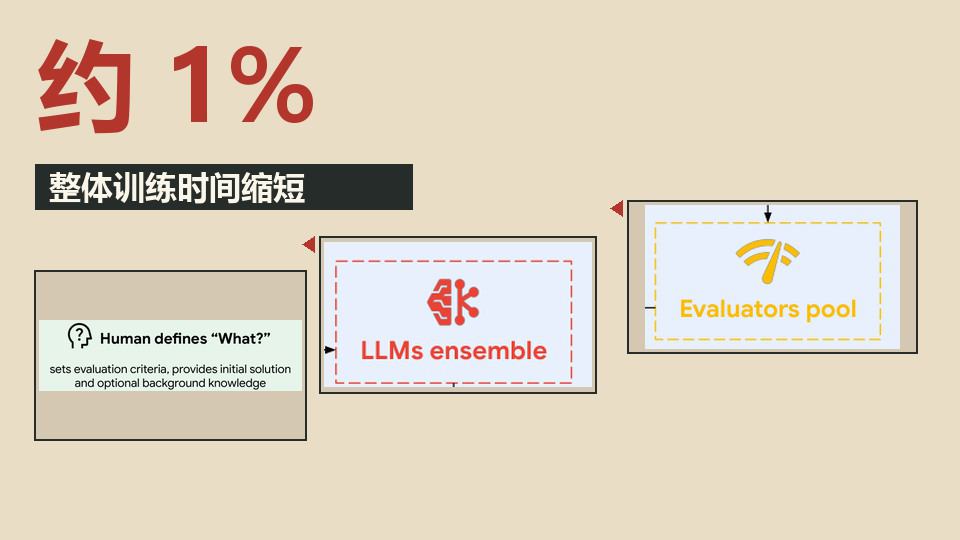 约 1%
整体训练时间缩短
Human defines “What?”
sets evaluation criteria, provides initial solution
and optional background knowledge
LLMs ensemble
Evaluators pool